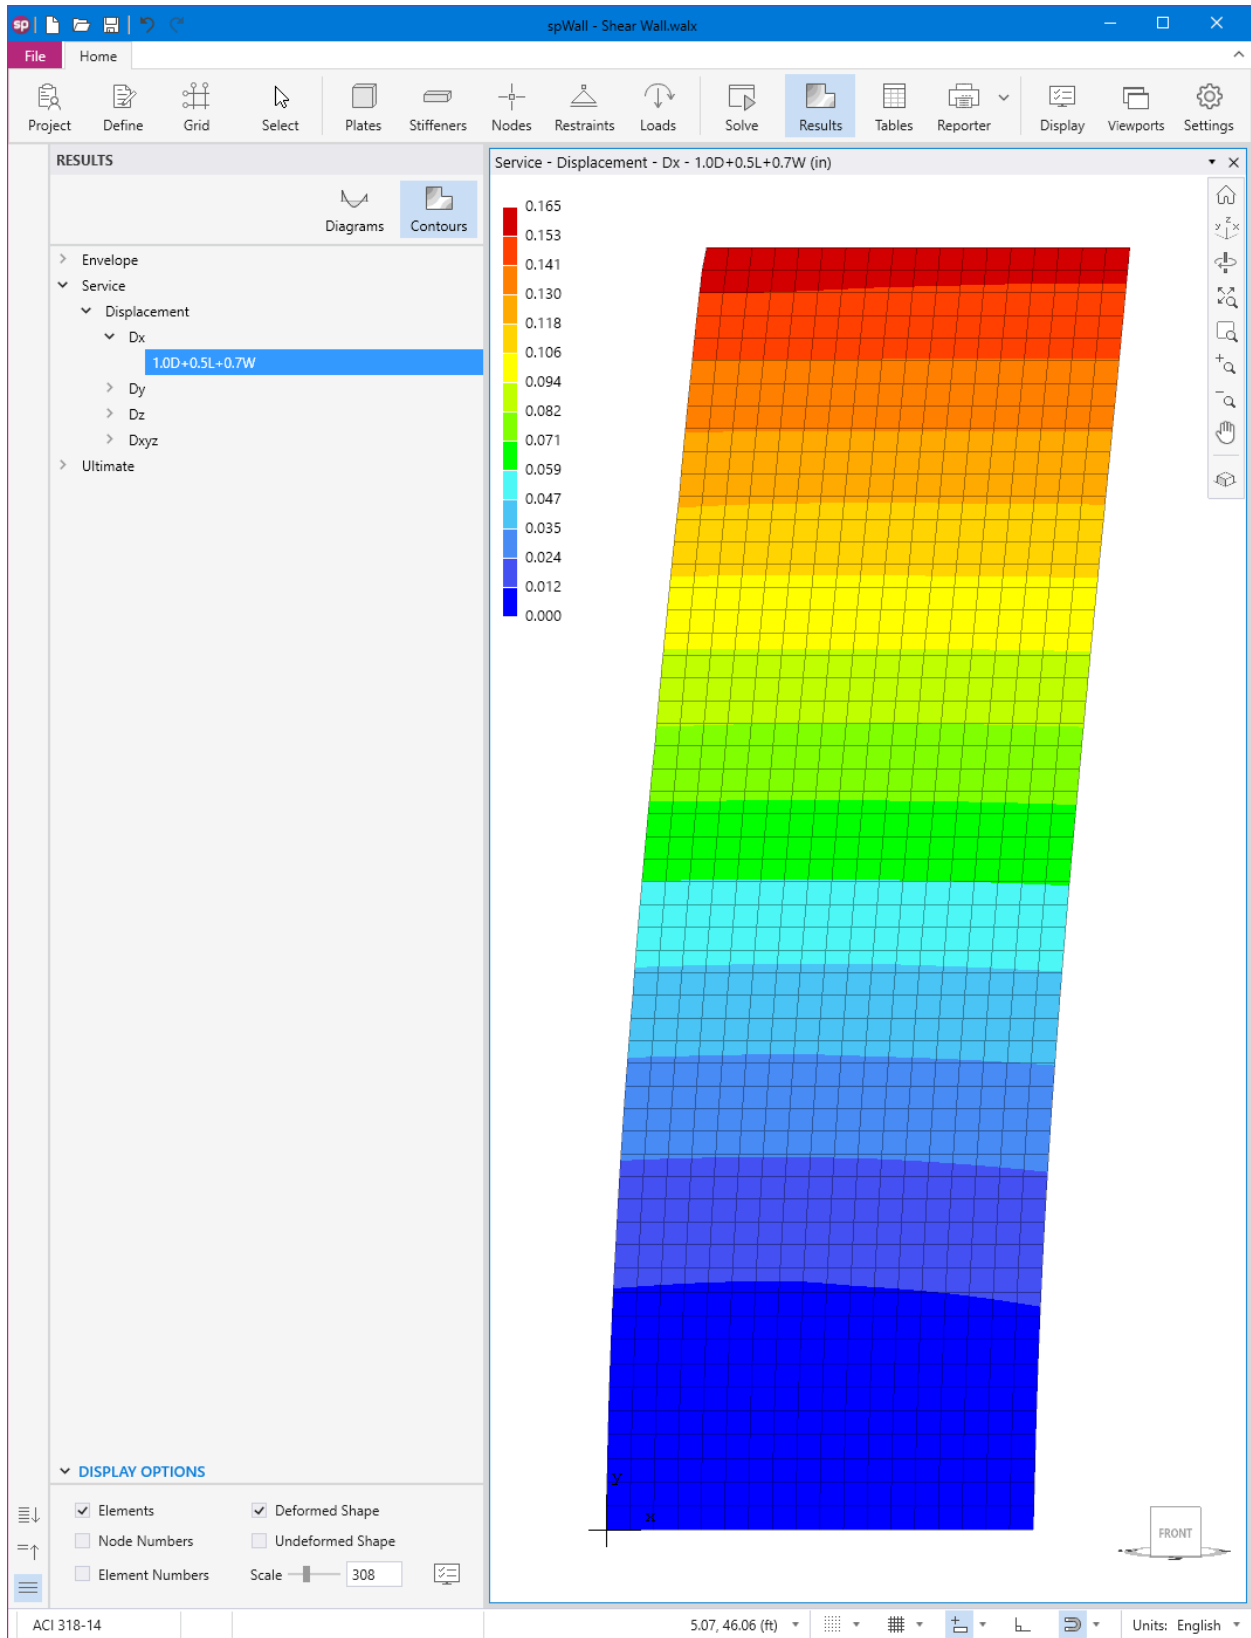 sp
spWall - Shear Wall.walx
File Home
Project Define Grid Select Plates Stiffeners Nodes Restraints Loads Solve Results Tables Reporter Display Viewports Settings
RESULTS
Diagrams Contours
Envelope
Service
Displacement
Dx
1.0D+0.5L+0.7W
Dy
Dz
Dxyz
Ultimate
Service - Displacement - Dx - 1.0D+0.5L+0.7W (in)
0.165
0.153
0.141
0.130
0.118
0.106
0.094
0.082
0.071
0.059
0.047
0.035
0.024
0.012
0.000
y
x
y z x
FRONT
DISPLAY OPTIONS
Elements Deformed Shape
Node Numbers Undeformed Shape
Element Numbers Scale 308
ACI 318-14 5.07, 46.06 (ft) Units: English